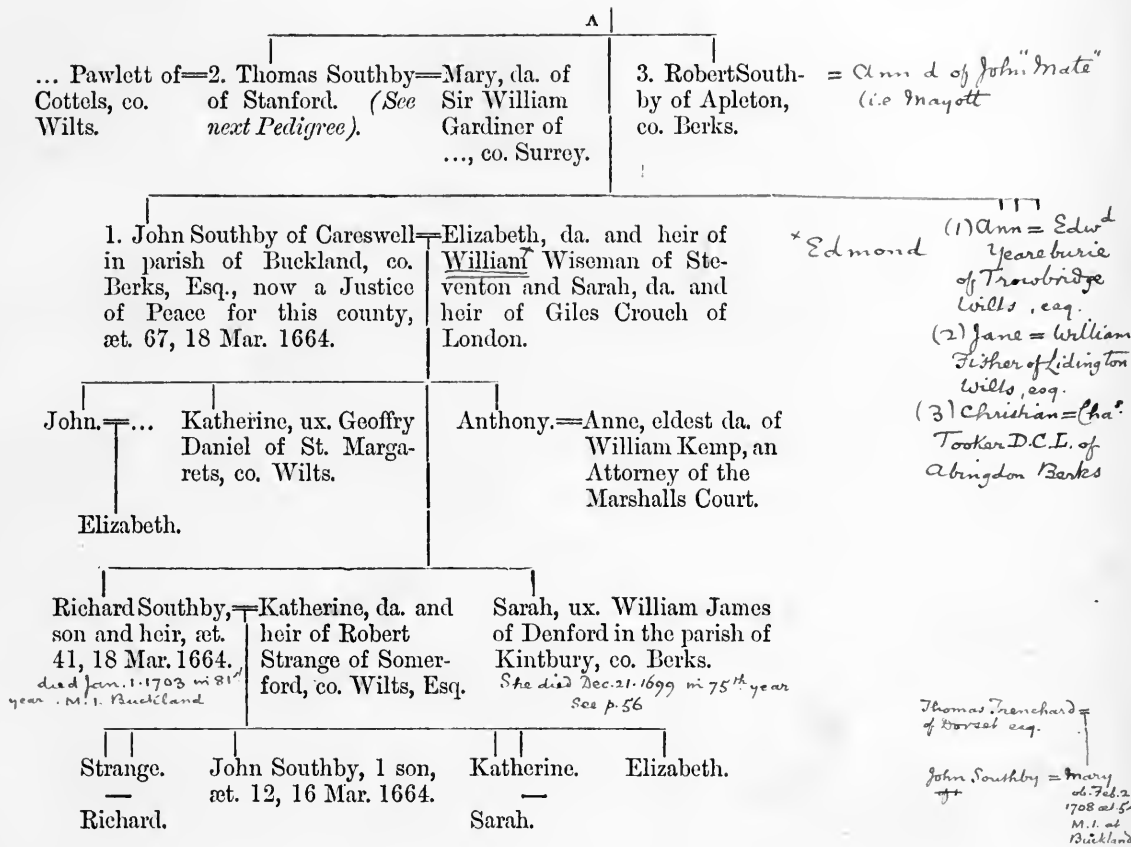 A
... Pawlett of=
Cottels, co.
Wilts.
2. Thomas Southby=
of Stanford. (See
next Pedigree).
Mary, da. of
Sir William
Gardiner of
..., co. Surrey.
3. Robert South-
by of Apleton,
co. Berks.
= Ann d of John "Mate"
(i.e Mayott
1. John Southby of Careswell=
in parish of Buckland, co.
Berks, Esq., now a Justice
of Peace for this county,
æt. 67, 18 Mar. 1664.
Elizabeth, da. and heir of
William Wiseman of Ste-
venton and Sarah, da. and
heir of Giles Crouch of
London.
* Edmond
(1) Ann = Edwd
Yeareburie
of Trowbridge
Wilts, esq.
(2) Jane = William
Fisher of Lidington
Wilts, esq.
(3) Christian = Chas.
Tooker D.C.L. of
Abingdon Berks
John.=...
Katherine, ux. Geoffry
Daniel of St. Marga-
rets, co. Wilts.
Anthony.=
Anne, eldest da. of
William Kemp, an
Attorney of the
Marshalls Court.
Elizabeth.
Richard Southby,=
son and heir, æt.
41, 18 Mar. 1664.
died Jan. 1. 1703 in 81st
year. M.I. Buckland
Katherine, da. and
heir of Robert
Strange of Somer-
ford, co. Wilts, Esq.
Sarah, ux. William James
of Denford in the parish of
Kintbury, co. Berks.
She died Dec. 21. 1699 in 75th year
See p. 56
Strange.
—
Richard.
John Southby, 1 son,
æt. 12, 16 Mar. 1664.
Katherine.
—
Sarah.
Elizabeth.
Thomas Trenchard =
of Dorset esq.
John Southby = Mary
ob. Feb. 2
1708 æt. 5
M.I. at
Buckland